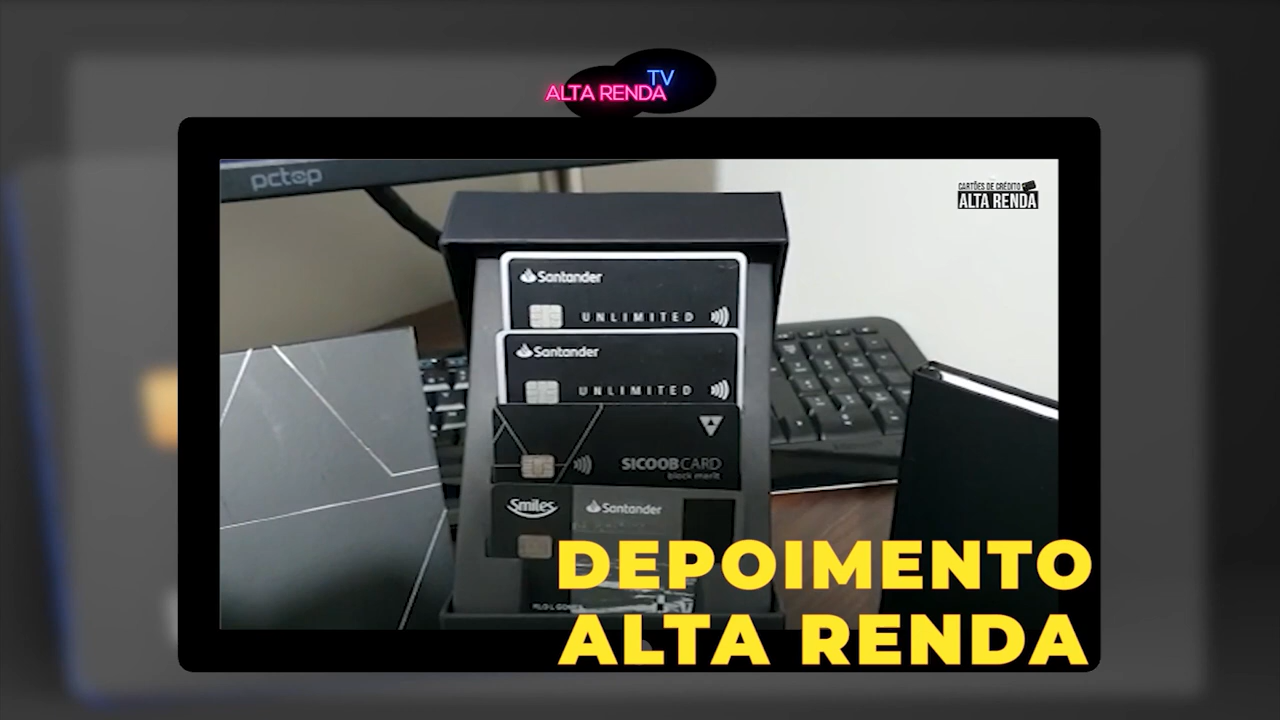 TV
ALTA RENDA
pctop
CARTÕES DE CRÉDITO
ALTA RENDA
Santander
UNLIMITED
Santander
UNLIMITED
SICOOBCARD
black merit
Smiles
Santander
DEPOIMENTO
ALTA RENDA